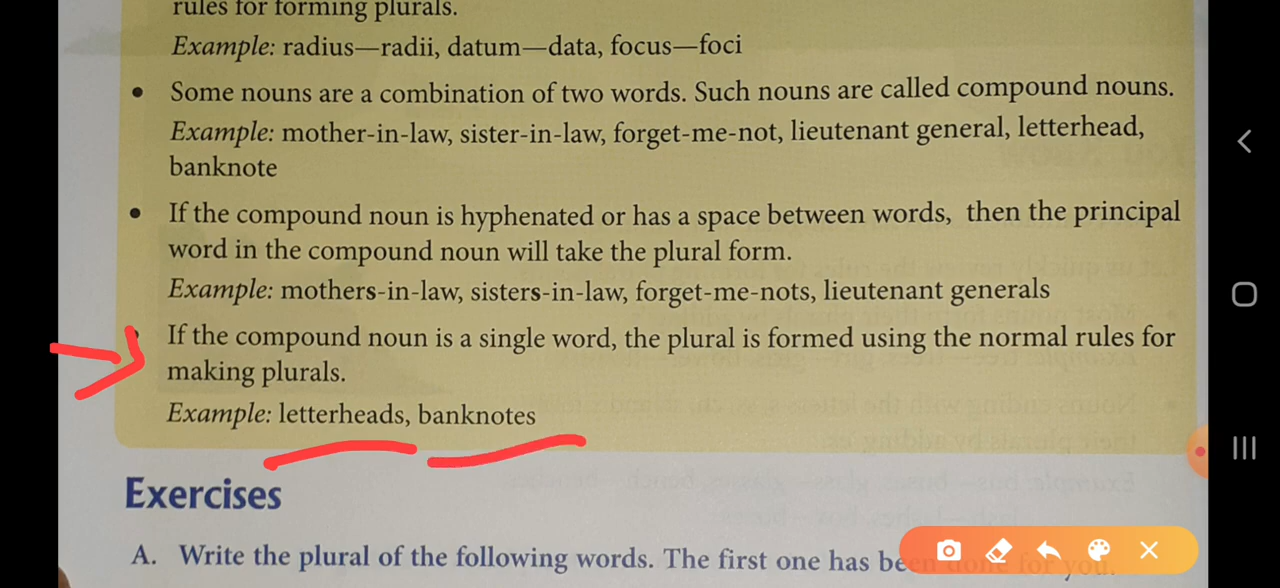 rules for forming plurals.
Example: radius—radii, datum—data, focus—foci
• Some nouns are a combination of two words. Such nouns are called compound nouns.
Example: mother-in-law, sister-in-law, forget-me-not, lieutenant general, letterhead,
banknote
• If the compound noun is hyphenated or has a space between words, then the principal
word in the compound noun will take the plural form.
Example: mothers-in-law, sisters-in-law, forget-me-nots, lieutenant generals
• If the compound noun is a single word, the plural is formed using the normal rules for
making plurals.
Example: letterheads, banknotes
Exercises
A. Write the plural of the following words. The first one has been done for you.